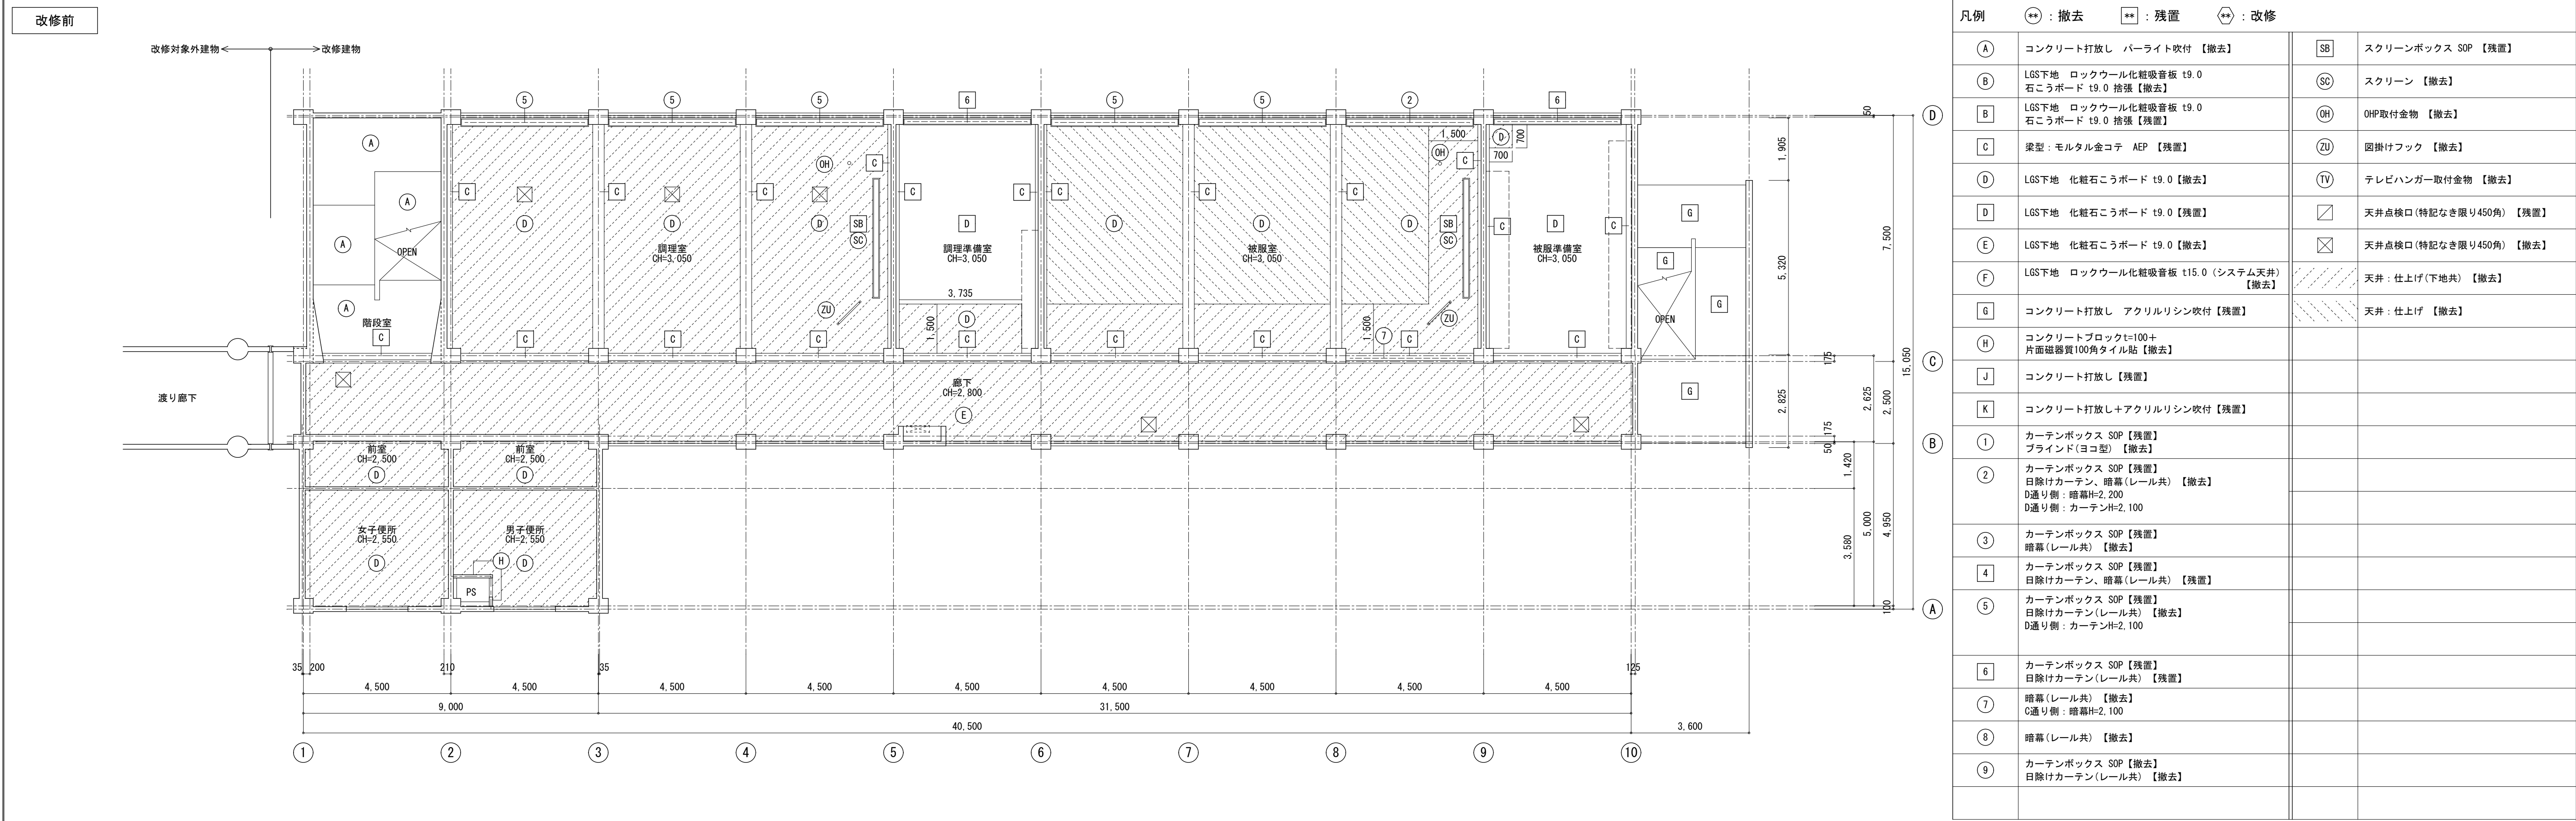 改修前
改修対象外建物
改修建物
5
5
5
6
5
5
2
6
A
A
A
A
OPEN
階段室
C
C
D
C
C
D
調理室
CH=3,050
C
C
OH
C
D
SB
SC
ZU
C
C
C
D
調理準備室
CH=3,050
3,735
1,500
D
C
C
D
C
C
D
被服室
CH=3,050
C
C
D
1,500
OH
C
SB
SC
ZU
1,500
7
C
D
700
700
C
C
D
被服準備室
CH=3,050
C
G
G
G
OPEN
G
渡り廊下
廊下
CH=2,800
E
前室
CH=2,500
D
前室
CH=2,500
D
女子便所
CH=2,550
D
男子便所
CH=2,550
H
D
PS
50
1,905
5,320
7,500
2,825
175
2,625
2,500
15,050
175
50
1,420
3,580
5,000
4,950
100
D
C
B
A
35
200
210
35
125
4,500
4,500
4,500
4,500
4,500
4,500
4,500
4,500
4,500
9,000
31,500
40,500
3,600
1
2
3
4
5
6
7
8
9
10
凡例
** : 撤去
** : 残置
** : 改修
A
コンクリート打放し パーライト吹付 【撤去】
B
LGS下地 ロックウール化粧吸音板 t9.0
石こうボード t9.0 捨張【撤去】
B
LGS下地 ロックウール化粧吸音板 t9.0
石こうボード t9.0 捨張【残置】
C
梁型：モルタル金コテ AEP 【残置】
D
LGS下地 化粧石こうボード t9.0【撤去】
D
LGS下地 化粧石こうボード t9.0【残置】
E
LGS下地 化粧石こうボード t9.0【撤去】
F
LGS下地 ロックウール化粧吸音板 t15.0（システム天井）
【撤去】
G
コンクリート打放し アクリルリシン吹付【残置】
H
コンクリートブロックt=100＋
片面磁器質100角タイル貼【撤去】
J
コンクリート打放し【残置】
K
コンクリート打放し＋アクリルリシン吹付【残置】
1
カーテンボックス SOP【残置】
ブラインド(ヨコ型) 【撤去】
2
カーテンボックス SOP【残置】
日除けカーテン、暗幕(レール共) 【撤去】
D通り側：暗幕H=2,200
D通り側：カーテンH=2,100
3
カーテンボックス SOP【残置】
暗幕(レール共) 【撤去】
4
カーテンボックス SOP【残置】
日除けカーテン、暗幕(レール共) 【残置】
5
カーテンボックス SOP【残置】
日除けカーテン(レール共) 【撤去】
D通り側：カーテンH=2,100
6
カーテンボックス SOP【残置】
日除けカーテン(レール共) 【残置】
7
暗幕(レール共) 【撤去】
C通り側：暗幕H=2,100
8
暗幕(レール共) 【撤去】
9
カーテンボックス SOP【撤去】
日除けカーテン(レール共) 【撤去】
SB
スクリーンボックス SOP 【残置】
SC
スクリーン 【撤去】
OH
OHP取付金物 【撤去】
ZU
図掛けフック 【撤去】
TV
テレビハンガー取付金物 【撤去】
天井点検口(特記なき限り450角) 【残置】
天井点検口(特記なき限り450角) 【撤去】
天井：仕上げ(下地共) 【撤去】
天井：仕上げ 【撤去】